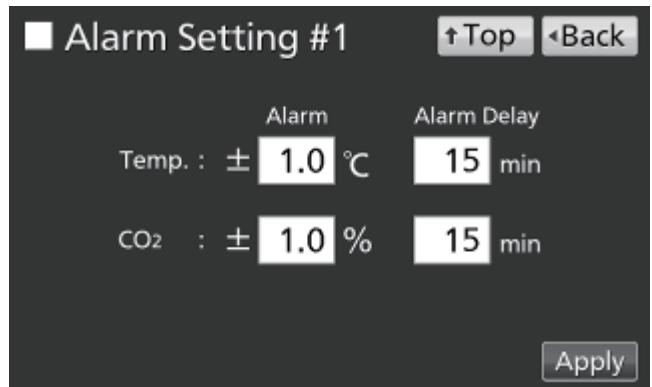 Alarm Setting #1 ↑Top ◂Back
Alarm Alarm Delay
Temp. : ± 1.0 ℃ 15 min
CO2 : ± 1.0 % 15 min
Apply